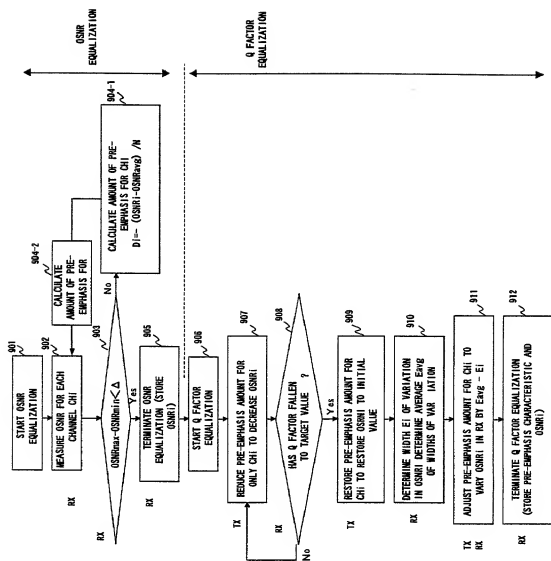 OSNR
EQUALIZATION
Q FACTOR
EQUALIZATION
901
START OSNR
EQUALIZATION
902
MEASURE OSNR FOR EACH
CHANNEL CHi
RX
904-2
CALCULATE
AMOUNT OF PRE-
EMPHASIS FOR
904-1
CALCULATE AMOUNT OF PRE-
EMPHASIS FOR CHi
Di=- (OSNRi-OSNRavg) /N
903
OSNRmax-OSNRmin< Δ
No
RX
Yes
905
TERMINATE OSNR
EQUALIZATION (STORE
OSNRi)
RX
906
START Q FACTOR
EQUALIZATION
907
REDUCE PRE-EMPHASIS AMOUNT FOR
ONLY CHi TO DECREASE OSNRi
TX
908
HAS Q FACTOR FALLEN
TO TARGET VALUE ?
RX
No
Yes
909
RESTORE PRE-EMPHASIS AMOUNT FOR
CHi TO RESTORE OSRNi TO INITIAL
VALUE
TX
910
DETERMINE WIDTH Ei OF VARIATION
IN OSNRi DETERMINE AVERAGE Eavg
OF WIDTHS OF VAR IATION
RX
911
ADJUST PRE-EMPHASIS AMOUNT FOR CHi TO
VARY OSNRi IN RX BY Eavg - Ei
TX
RX
912
TERMINATE Q FACTOR EQUALIZATION
(STORE PRE-EMPHASIS CHARACTERISTIC AND
OSNRi)
RX